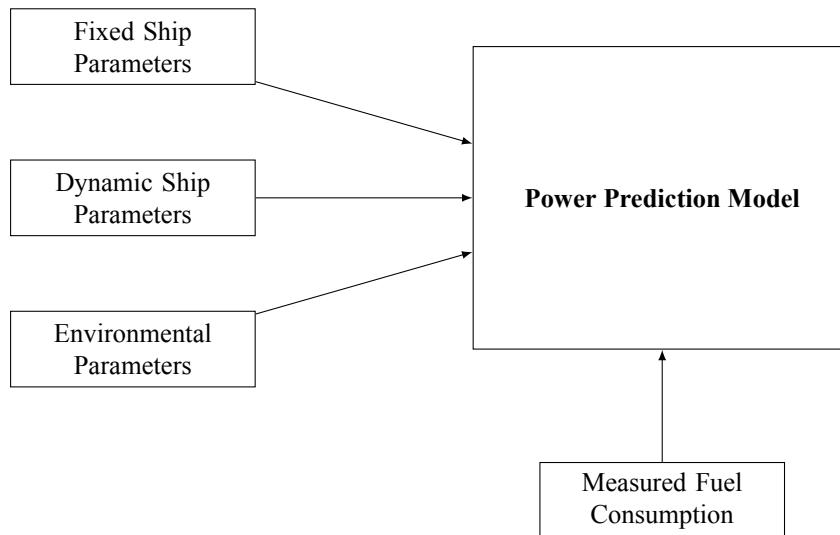 Fixed Ship
Parameters
Dynamic Ship
Parameters
Power Prediction Model
Environmental
Parameters
Measured Fuel
Consumption